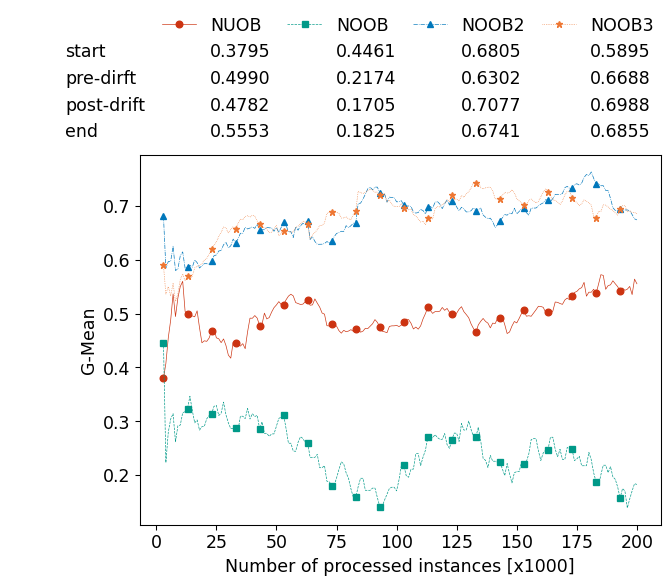 NUOB NOOB NOOB2 NOOB3
start 0.3795 0.4461 0.6805 0.5895
pre-dirft 0.4990 0.2174 0.6302 0.6688
post-drift 0.4782 0.1705 0.7077 0.6988
end 0.5553 0.1825 0.6741 0.6855
G-Mean
0.7
0.6
0.5
0.4
0.3
0.2
0 25 50 75 100 125 150 175 200
Number of processed instances [x1000]